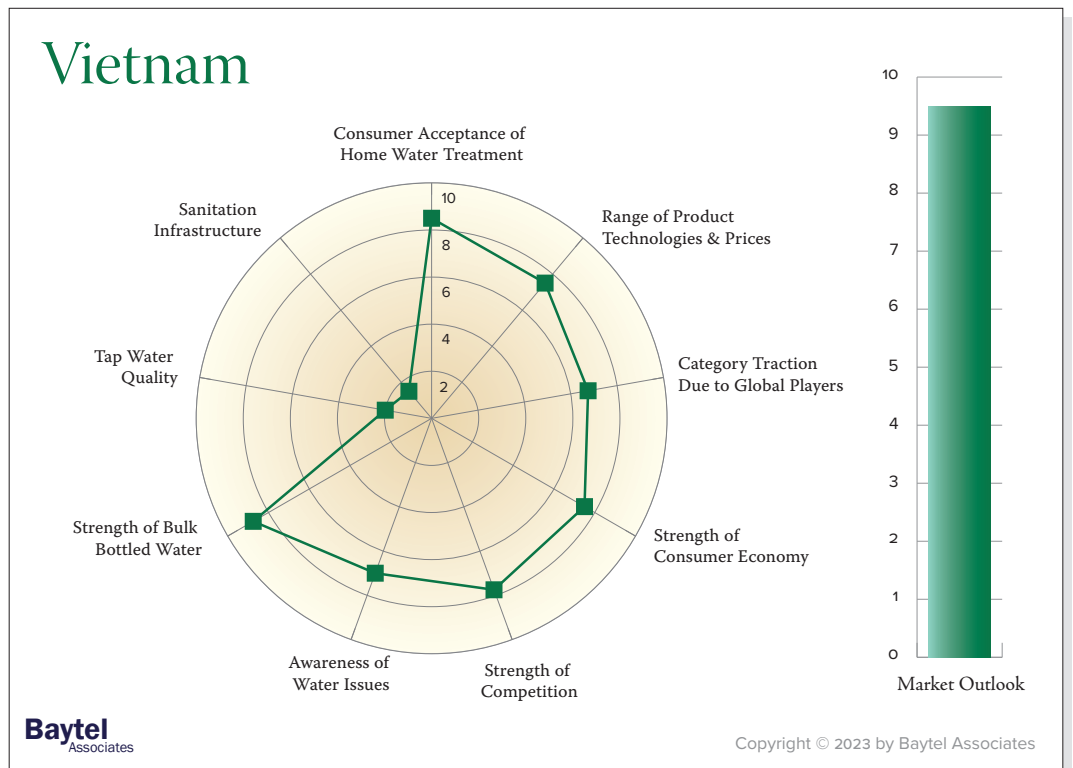 Vietnam
Consumer Acceptance of
Home Water Treatment
Sanitation
Infrastructure
Range of Product
Technologies & Prices
Tap Water
Quality
Category Traction
Due to Global Players
Strength of Bulk
Bottled Water
Strength of
Consumer Economy
Awareness of
Water Issues
Strength of
Competition
10
8
6
4
2
10
9
8
7
6
5
4
3
2
1
0
Market Outlook
Baytel
Associates
Copyright © 2023 by Baytel Associates